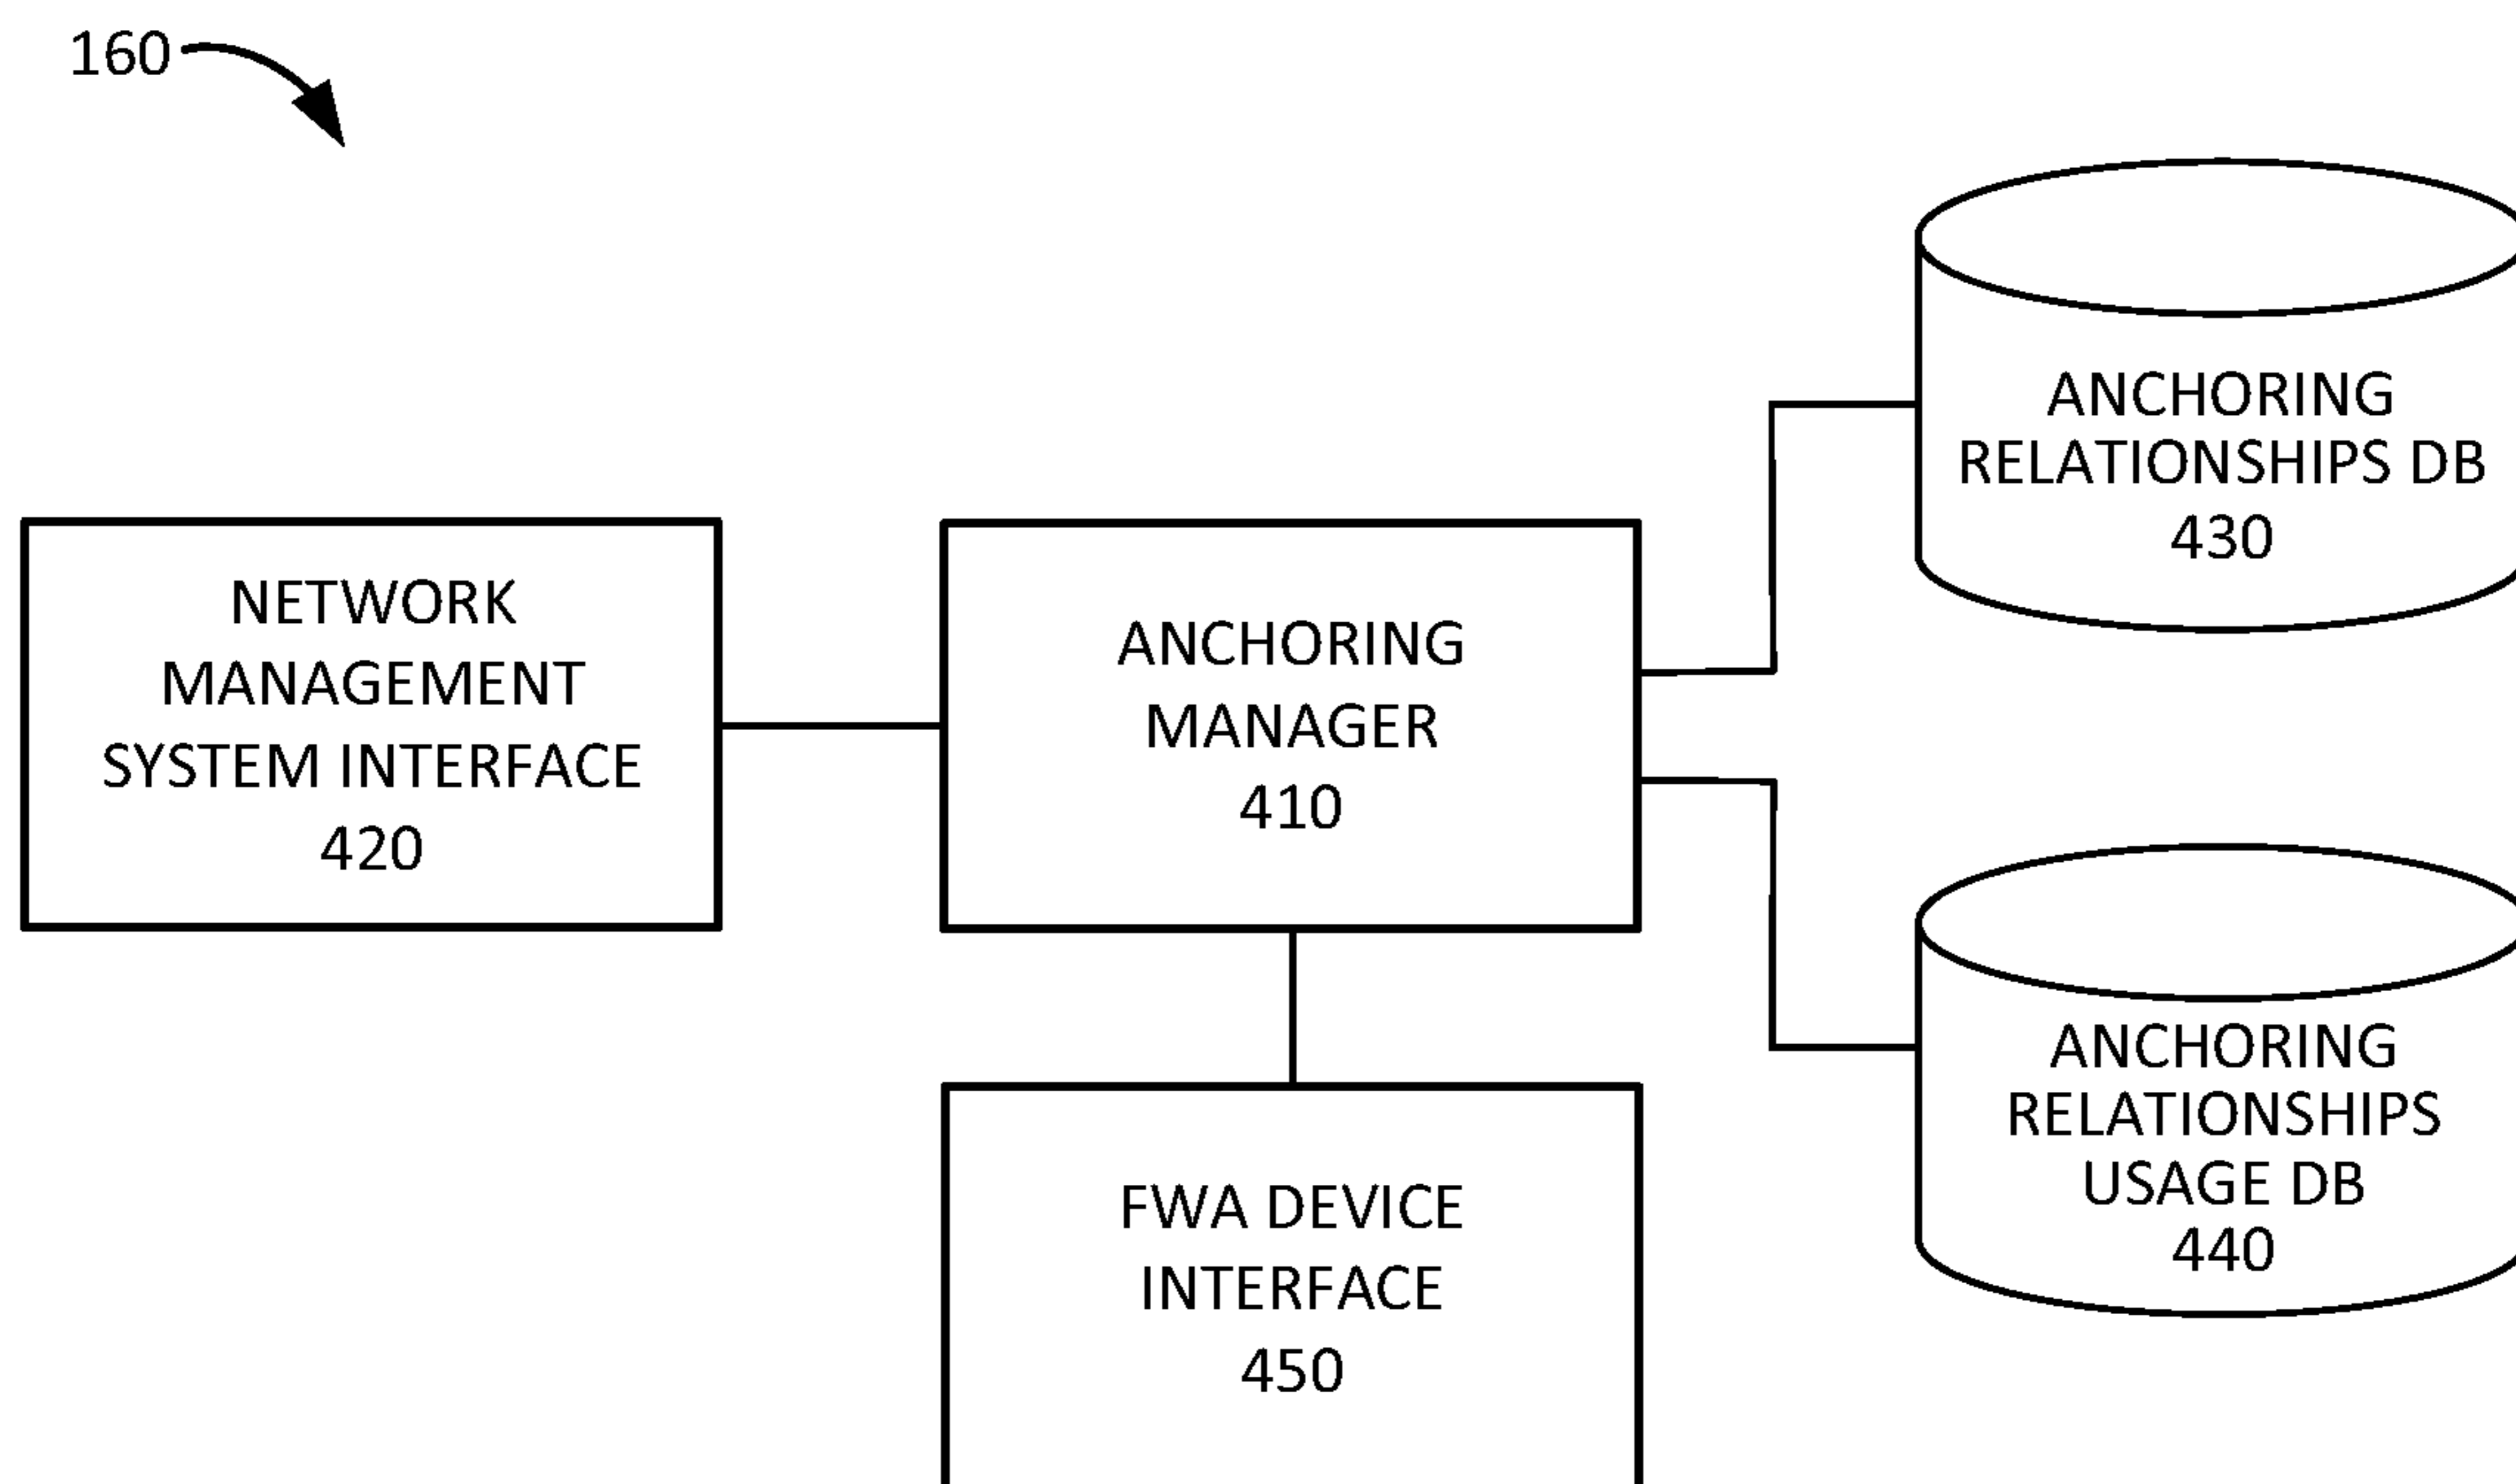 160
NETWORK
MANAGEMENT
SYSTEM INTERFACE
420
ANCHORING
MANAGER
410
ANCHORING
RELATIONSHIPS DB
430
ANCHORING
RELATIONSHIPS
USAGE DB
440
FWA DEVICE
INTERFACE
450